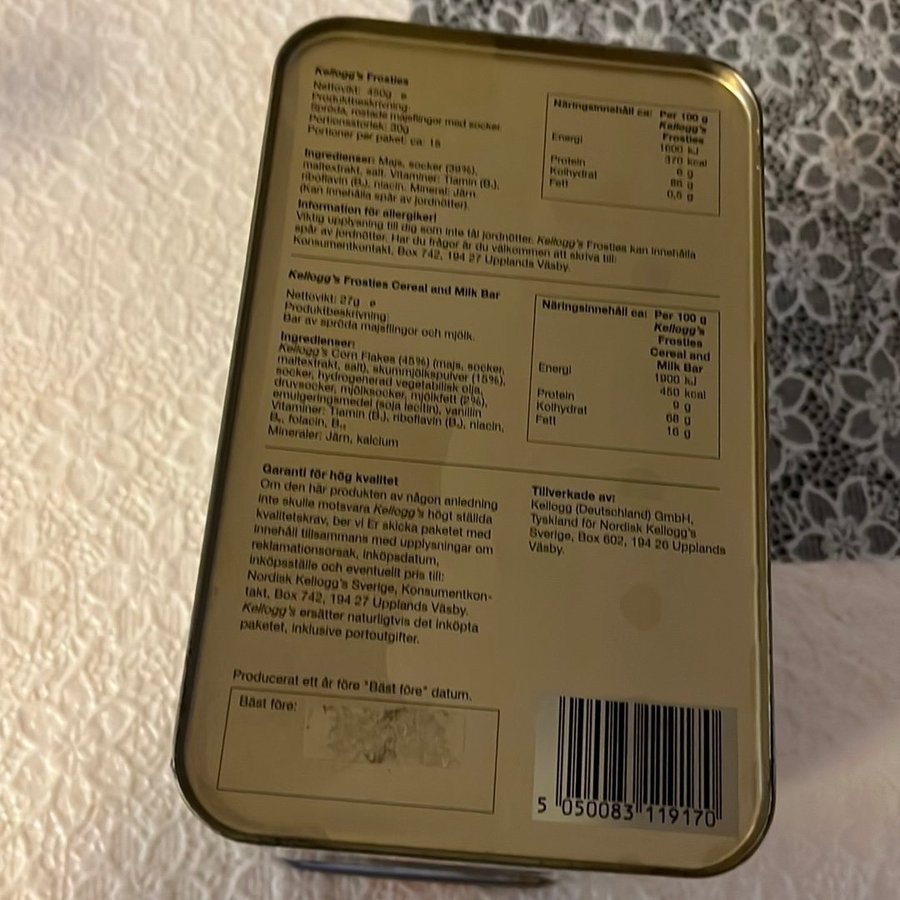 Kellogg's Frosties
Nettovikt: 450g e
Produktbeskrivning:
Spröda, rostade majsflingor med socker.
Portionsstorlek: 30g
Portioner per paket: ca: 15
Ingredienser: Majs, socker (39%),
maltextrakt, salt. Vitaminer: Tiamin (B₁),
riboflavin (B₂), niacin. Mineral: Järn.
(Kan innehålla spår av jordnötter).
Näringsinnehåll ca: Per 100 g
Kellogg's
Frosties
Energi 1600 kJ
370 kcal
Protein 6 g
Kolhydrat 86 g
Fett 0,5 g
Information för allergiker!
Viktig upplysning till dig som inte tål jordnötter. Kellogg's Frosties kan innehålla
spår av jordnötter. Har du frågor är du välkommen att skriva till:
Konsumentkontakt, Box 742, 194 27 Upplands Väsby.
Kellogg's Frosties Cereal and Milk Bar
Nettovikt: 27g e
Produktbeskrivning:
Bar av spröda majsflingor och mjölk.
Ingredienser:
Kellogg's Corn Flakes (45%) (majs, socker,
maltextrakt, salt), skummjölkspulver (15%),
socker, hydrogenerad vegetabilisk olja,
druvsocker, mjölksocker, mjölkfett (2%),
emulgeringsmedel (soja lecitin), vanillin
Vitaminer: Tiamin (B₁), riboflavin (B₂), niacin,
B₆, folacin, B₁₂
Mineraler: Järn, kalcium
Näringsinnehåll ca: Per 100 g
Kellogg's
Frosties
Cereal and
Milk Bar
Energi 1900 kJ
450 kcal
Protein 9 g
Kolhydrat 68 g
Fett 16 g
Garanti för hög kvalitet
Om den här produkten av någon anledning
inte skulle motsvara Kellogg's högt ställda
kvalitetskrav, ber vi Er skicka paketet med
innehåll tillsammans med upplysningar om
reklamationsorsak, inköpsdatum,
inköpsställe och eventuellt pris till:
Nordisk Kellogg's Sverige, Konsumentkon-
takt, Box 742, 194 27 Upplands Väsby.
Kellogg's ersätter naturligtvis det inköpta
paketet, inklusive portoutgifter.
Tillverkade av:
Kellogg (Deutschland) GmbH,
Tyskland för Nordisk Kellogg's
Sverige, Box 602, 194 26 Upplands
Väsby.
Producerat ett år före "Bäst före" datum.
Bäst före:
5 050083 119170